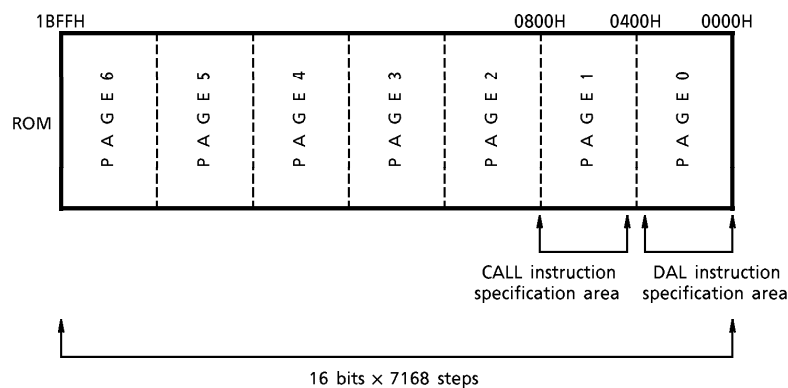 1BFFH 0800H 0400H 0000H
ROM
PAGE6
PAGE5
PAGE4
PAGE3
PAGE2
PAGE1
PAGE0
CALL instruction
specification area
DAL instruction
specification area
16 bits × 7168 steps